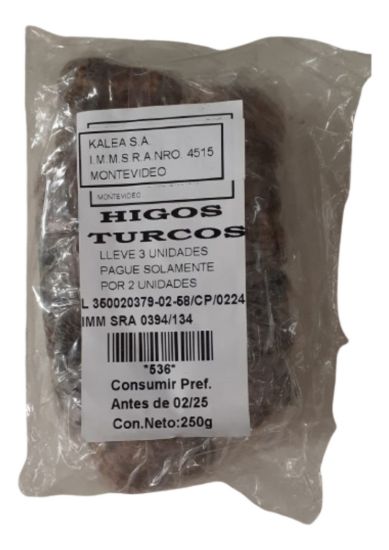 KALEA S.A.
I.M.M.S.R.A.NRO. 4515
MONTEVIDEO
MONTEVIDEO
HIGOS
TURCOS
LLEVE 3 UNIDADES
PAGUE SOLAMENTE
POR 2 UNIDADES
L 350020379-02-58/CP/0224
IMM SRA 0394/134
*536*
Consumir Pref.
Antes de 02/25
Con.Neto:250g